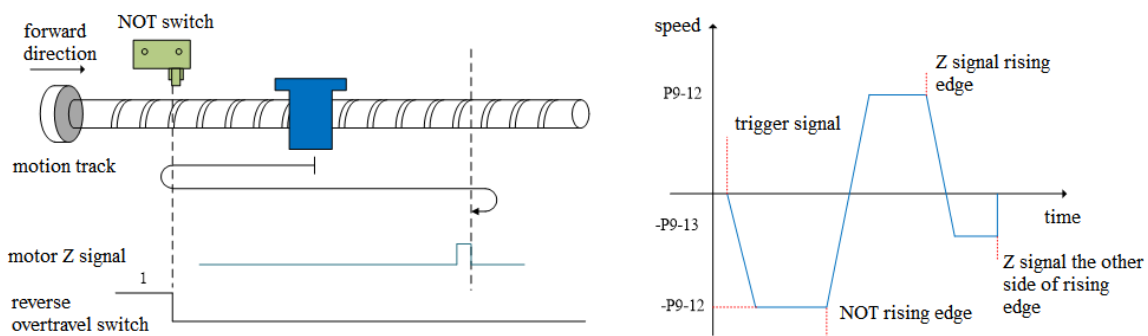 NOT switch
forward
direction
motion track
motor Z signal
1
reverse
overtravel switch
speed
Z signal rising
edge
P9-12
trigger signal
time
-P9-13
Z signal the other
side of rising
edge
-P9-12
NOT rising edge